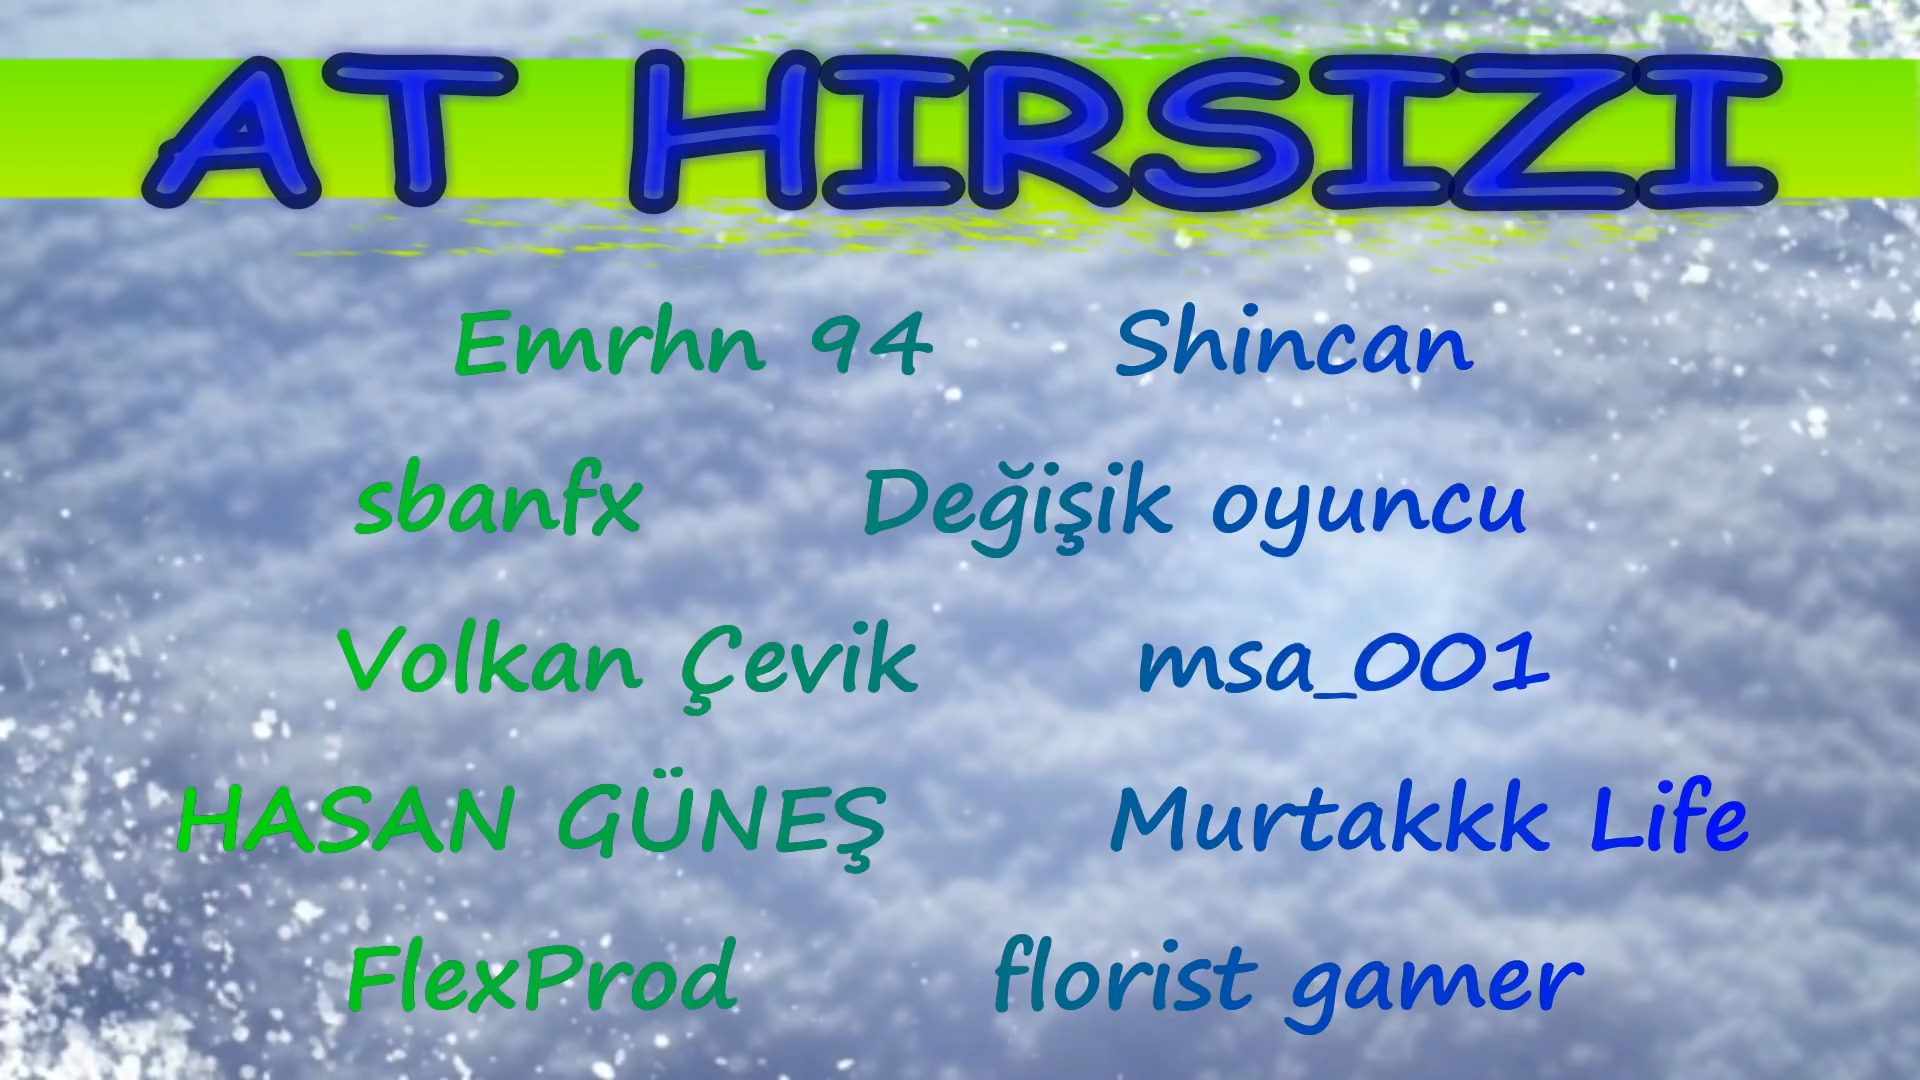 AT HIRSIZI
Emrhn 94 Shincan
sbanfx Değişik oyuncu
Volkan Çevik msa_001
HASAN GÜNEŞ Murtakkk Life
FlexProd florist gamer